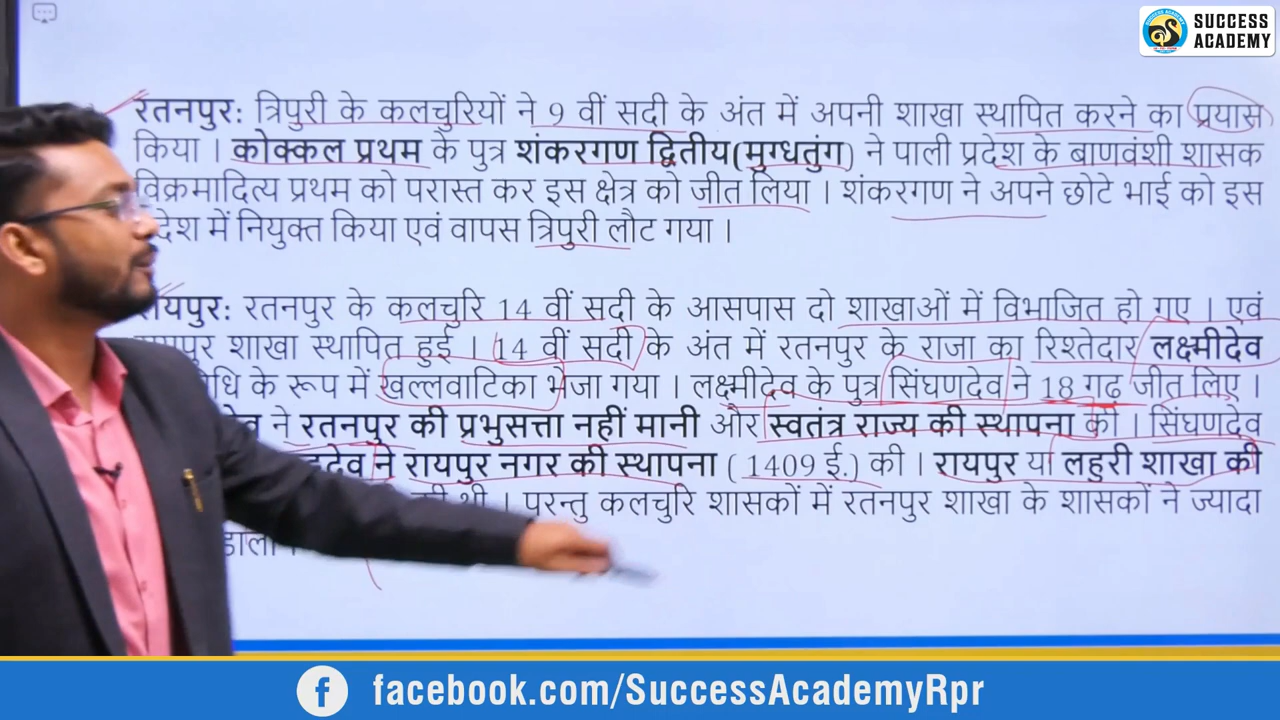 SUCCESS
ACADEMY
रतनपुर: त्रिपुरी के कलचुरियों ने 9 वीं सदी के अंत में अपनी शाखा स्थापित करने का प्रयास
किया । कोक्कल प्रथम के पुत्र शंकरगण द्वितीय(मुग्धतुंग) ने पाली प्रदेश के बाणवंशी शासक
विक्रमादित्य प्रथम को परास्त कर इस क्षेत्र को जीत लिया । शंकरगण ने अपने छोटे भाई को इस
में नियुक्त किया एवं वापस त्रिपुरी लौट गया ।
रायपुर: रतनपुर के कलचुरि 14 वीं सदी के आसपास दो शाखाओं में विभाजित हो गए । एवं
शाखा स्थापित हुई । 14 वीं सदी के अंत में रतनपुर के राजा का रिश्तेदार लक्ष्मीदेव
के रूप में खल्लवाटिका भेजा गया । लक्ष्मीदेव के पुत्र सिंघणदेव ने 18 गढ़ जीत लिए ।
ने रतनपुर की प्रभुसत्ता नहीं मानी और स्वतंत्र राज्य की स्थापना की । सिंघणदेव
ने रायपुर नगर की स्थापना ( 1409 ई.) की । रायपुर या लहुरी शाखा की
थी । परन्तु कलचुरि शासकों में रतनपुर शाखा के शासकों ने ज्यादा
facebook.com/SuccessAcademyRpr